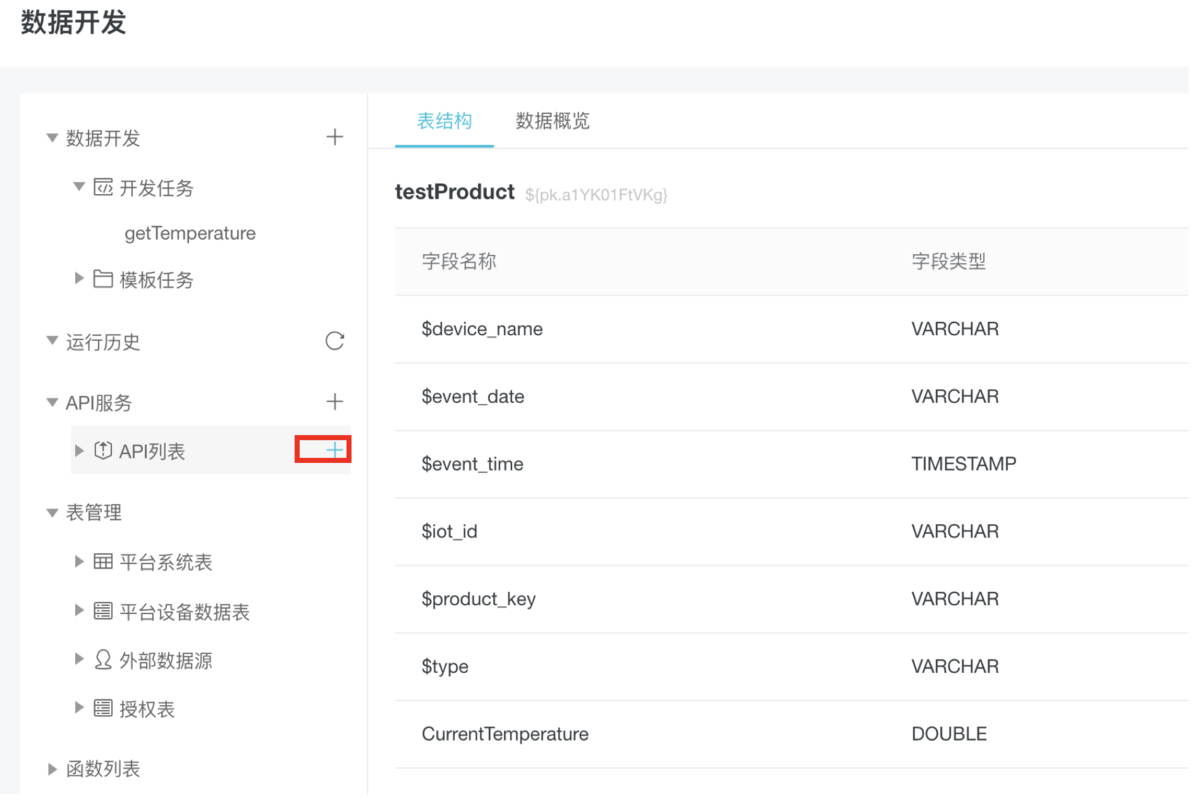 数据开发
数据开发
开发任务
getTemperature
模板任务
运行历史
API服务
API列表
表管理
平台系统表
平台设备数据表
外部数据源
授权表
函数列表
表结构 数据概览
testProduct ${pk.a1YK01FtVKg}
字段名称 字段类型
$device_name VARCHAR
$event_date VARCHAR
$event_time TIMESTAMP
$iot_id VARCHAR
$product_key VARCHAR
$type VARCHAR
CurrentTemperature DOUBLE